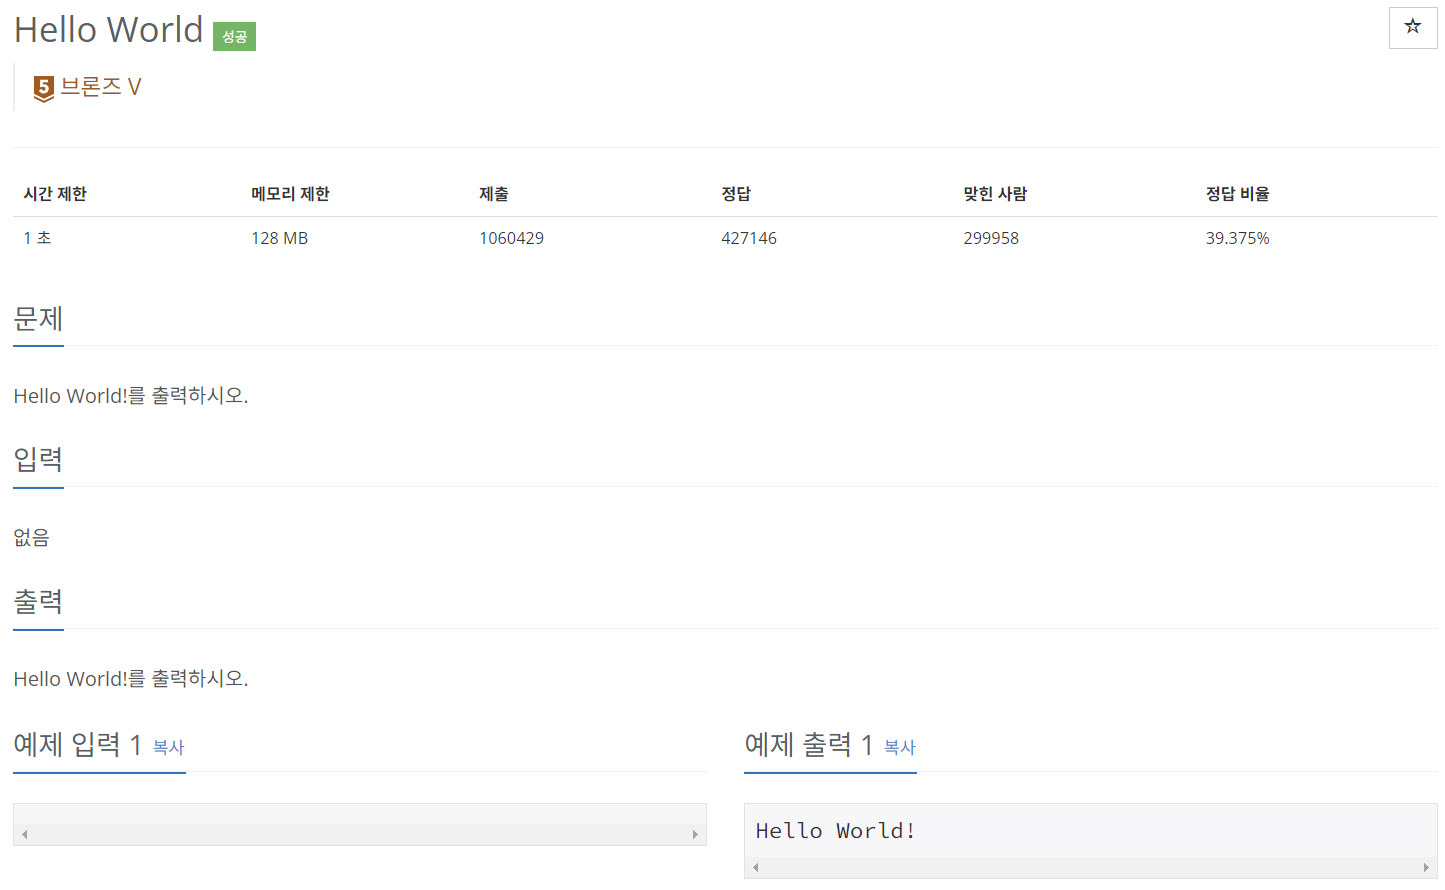 Hello World 성공
5 브론즈 V
시간 제한 메모리 제한 제출 정답 맞힌 사람 정답 비율
1 초 128 MB 1060429 427146 299958 39.375%
문제
Hello World!를 출력하시오.
입력
없음
출력
Hello World!를 출력하시오.
예제 입력 1 복사
예제 출력 1 복사
Hello World!